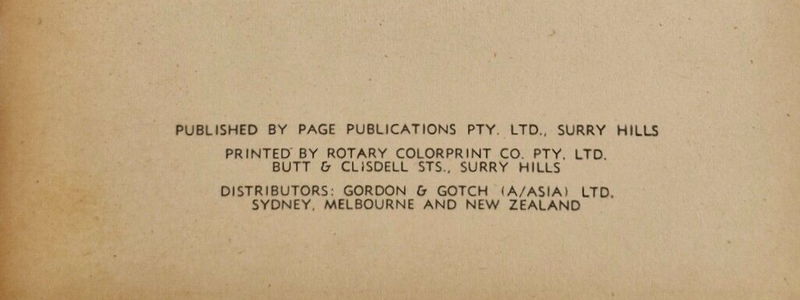 PUBLISHED BY PAGE PUBLICATIONS PTY. LTD., SURRY HILLS
PRINTED BY ROTARY COLORPRINT CO. PTY. LTD.
BUTT & CLISDELL STS., SURRY HILLS
DISTRIBUTORS: GORDON & GOTCH (A/ASIA) LTD.
SYDNEY, MELBOURNE AND NEW ZEALAND